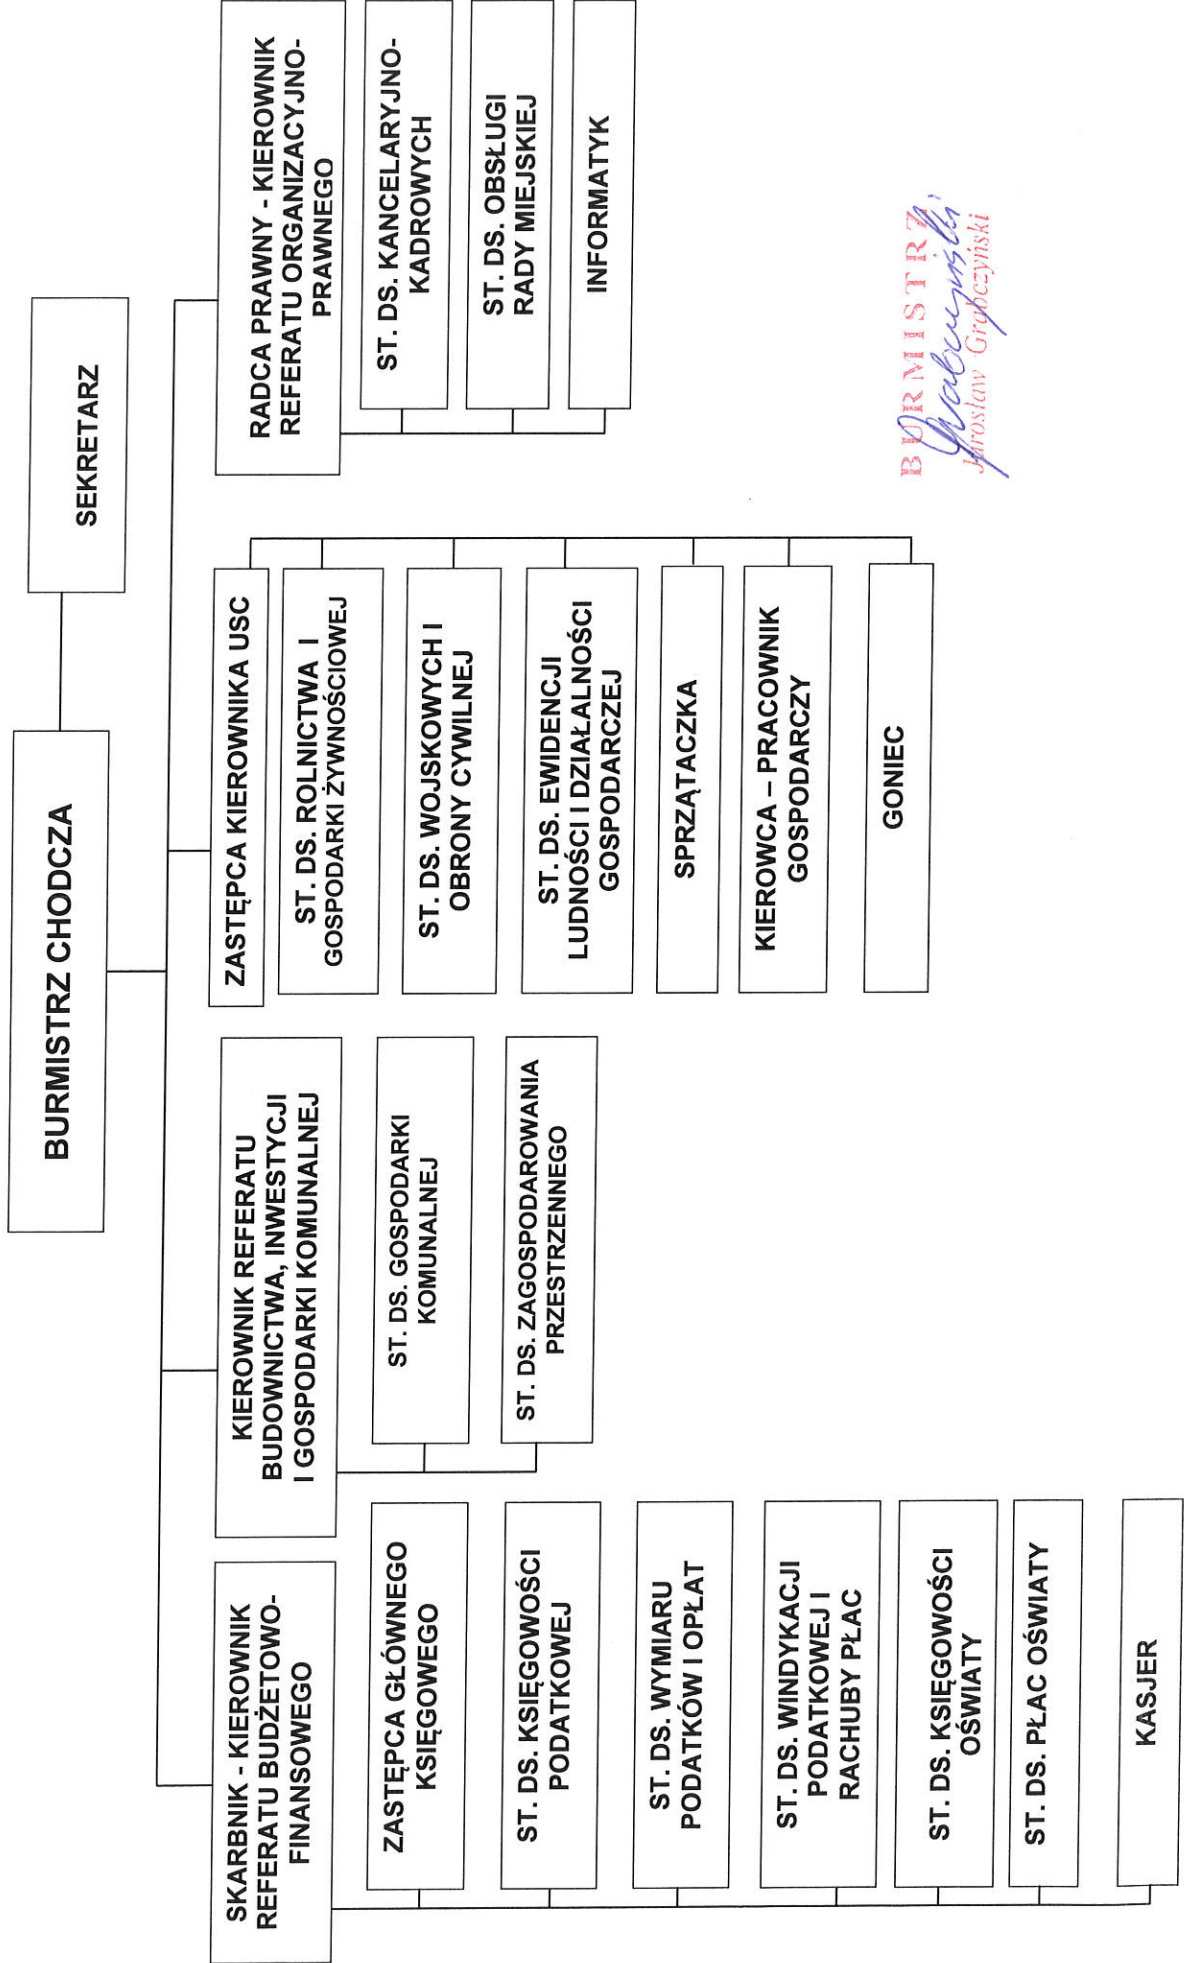 BURMISTRZ CHODCZA
SEKRETARZ
SKARBNIK - KIEROWNIK
REFERATU BUDŻETOWO-
FINANSOWEGO
ZASTĘPCA GŁÓWNEGO
KSIĘGOWEGO
ST. DS. KSIĘGOWOŚCI
PODATKOWEJ
ST. DS. WYMIARU
PODATKÓW I OPŁAT
ST. DS. WINDYKACJI
PODATKOWEJ I
RACHUBY PŁAC
ST. DS. KSIĘGOWOŚCI
OŚWIATY
ST. DS. PŁAC OŚWIATY
KASJER
KIEROWNIK REFERATU
BUDOWNICTWA, INWESTYCJI
I GOSPODARKI KOMUNALNEJ
ST. DS. GOSPODARKI
KOMUNALNEJ
ST. DS. ZAGOSPODAROWANIA
PRZESTRZENNEGO
ZASTĘPCA KIEROWNIKA USC
ST. DS. ROLNICTWA I
GOSPODARKI ŻYWNOŚCIOWEJ
ST. DS. WOJSKOWYCH I
OBRONY CYWILNEJ
ST. DS. EWIDENCJI
LUDNOŚCI I DZIAŁALNOŚCI
GOSPODARCZEJ
SPRZĄTACZKA
KIEROWCA – PRACOWNIK
GOSPODARCZY
GONIEC
RADCA PRAWNY - KIEROWNIK
REFERATU ORGANIZACYJNO-
PRAWNEGO
ST. DS. KANCELARYJNO-
KADROWYCH
ST. DS. OBSŁUGI
RADY MIEJSKIEJ
INFORMATYK
BURMISTRZ
Jarosław Grabczyński